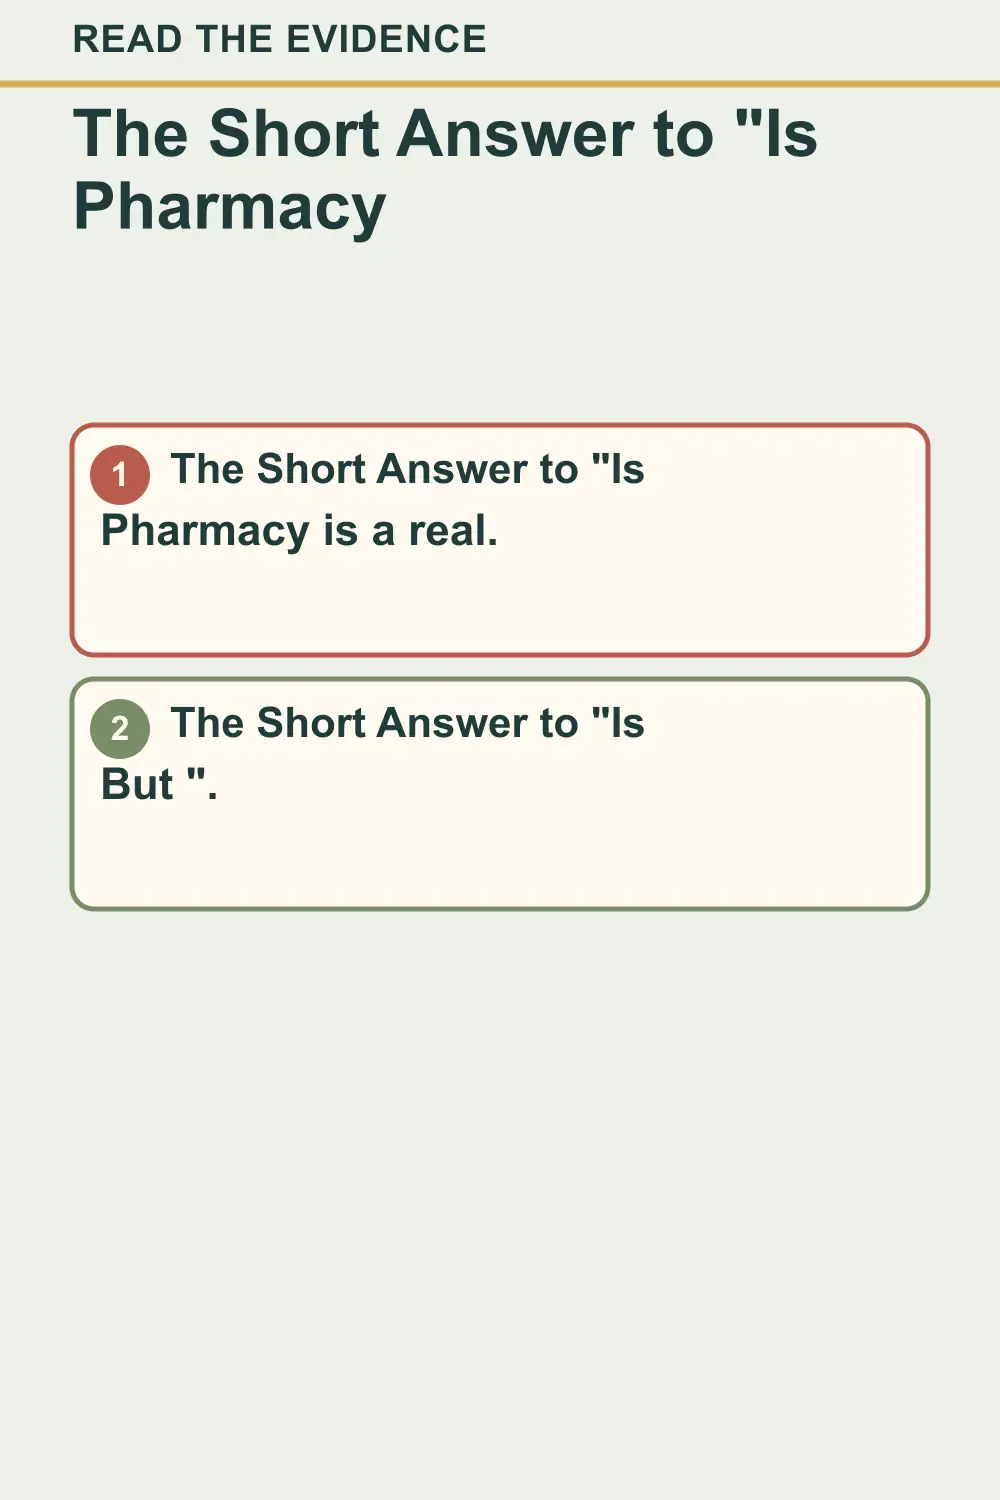 READ THE EVIDENCE
The Short Answer to "Is
Pharmacy
1 The Short Answer to "Is
Pharmacy is a real.
2 The Short Answer to "Is
But ".